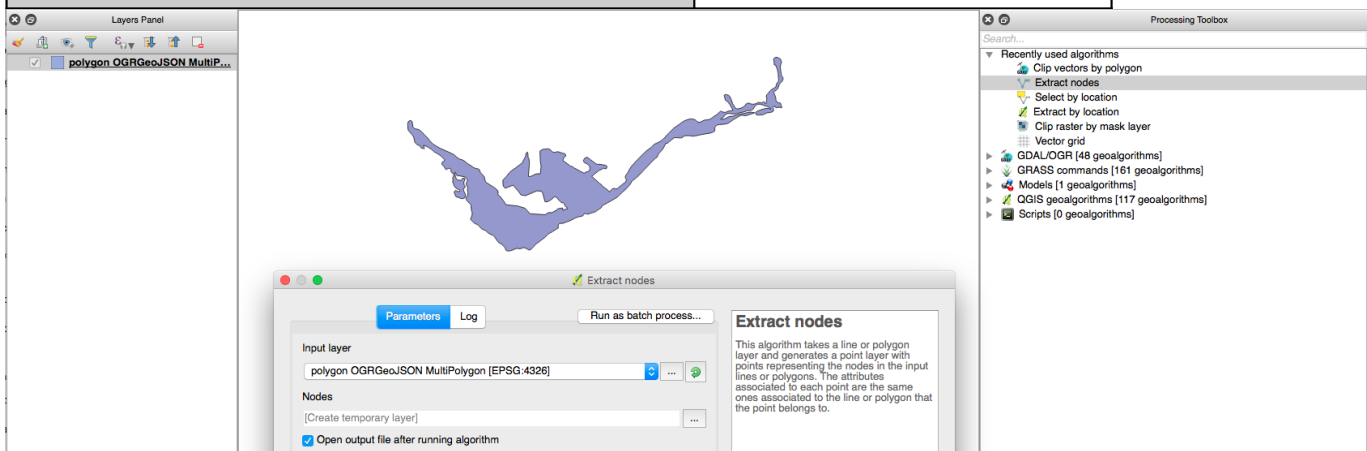 Layers Panel
polygon OGRGeoJSON MultiP...
Processing Toolbox
Search...
Recently used algorithms
Clip vectors by polygon
Extract nodes
Select by location
Extract by location
Clip raster by mask layer
Vector grid
GDAL/OGR [48 geoalgorithms]
GRASS commands [161 geoalgorithms]
Models [1 geoalgorithms]
QGIS geoalgorithms [117 geoalgorithms]
Scripts [0 geoalgorithms]
Extract nodes
Parameters
Log
Run as batch process...
Input layer
polygon OGRGeoJSON MultiPolygon [EPSG:4326]
...
Nodes
[Create temporary layer]
...
Open output file after running algorithm
Extract nodes
This algorithm takes a line or polygon
layer and generates a point layer with
points representing the nodes in the input
lines or polygons. The attributes
associated to each point are the same
ones associated to the line or polygon that
the point belongs to.